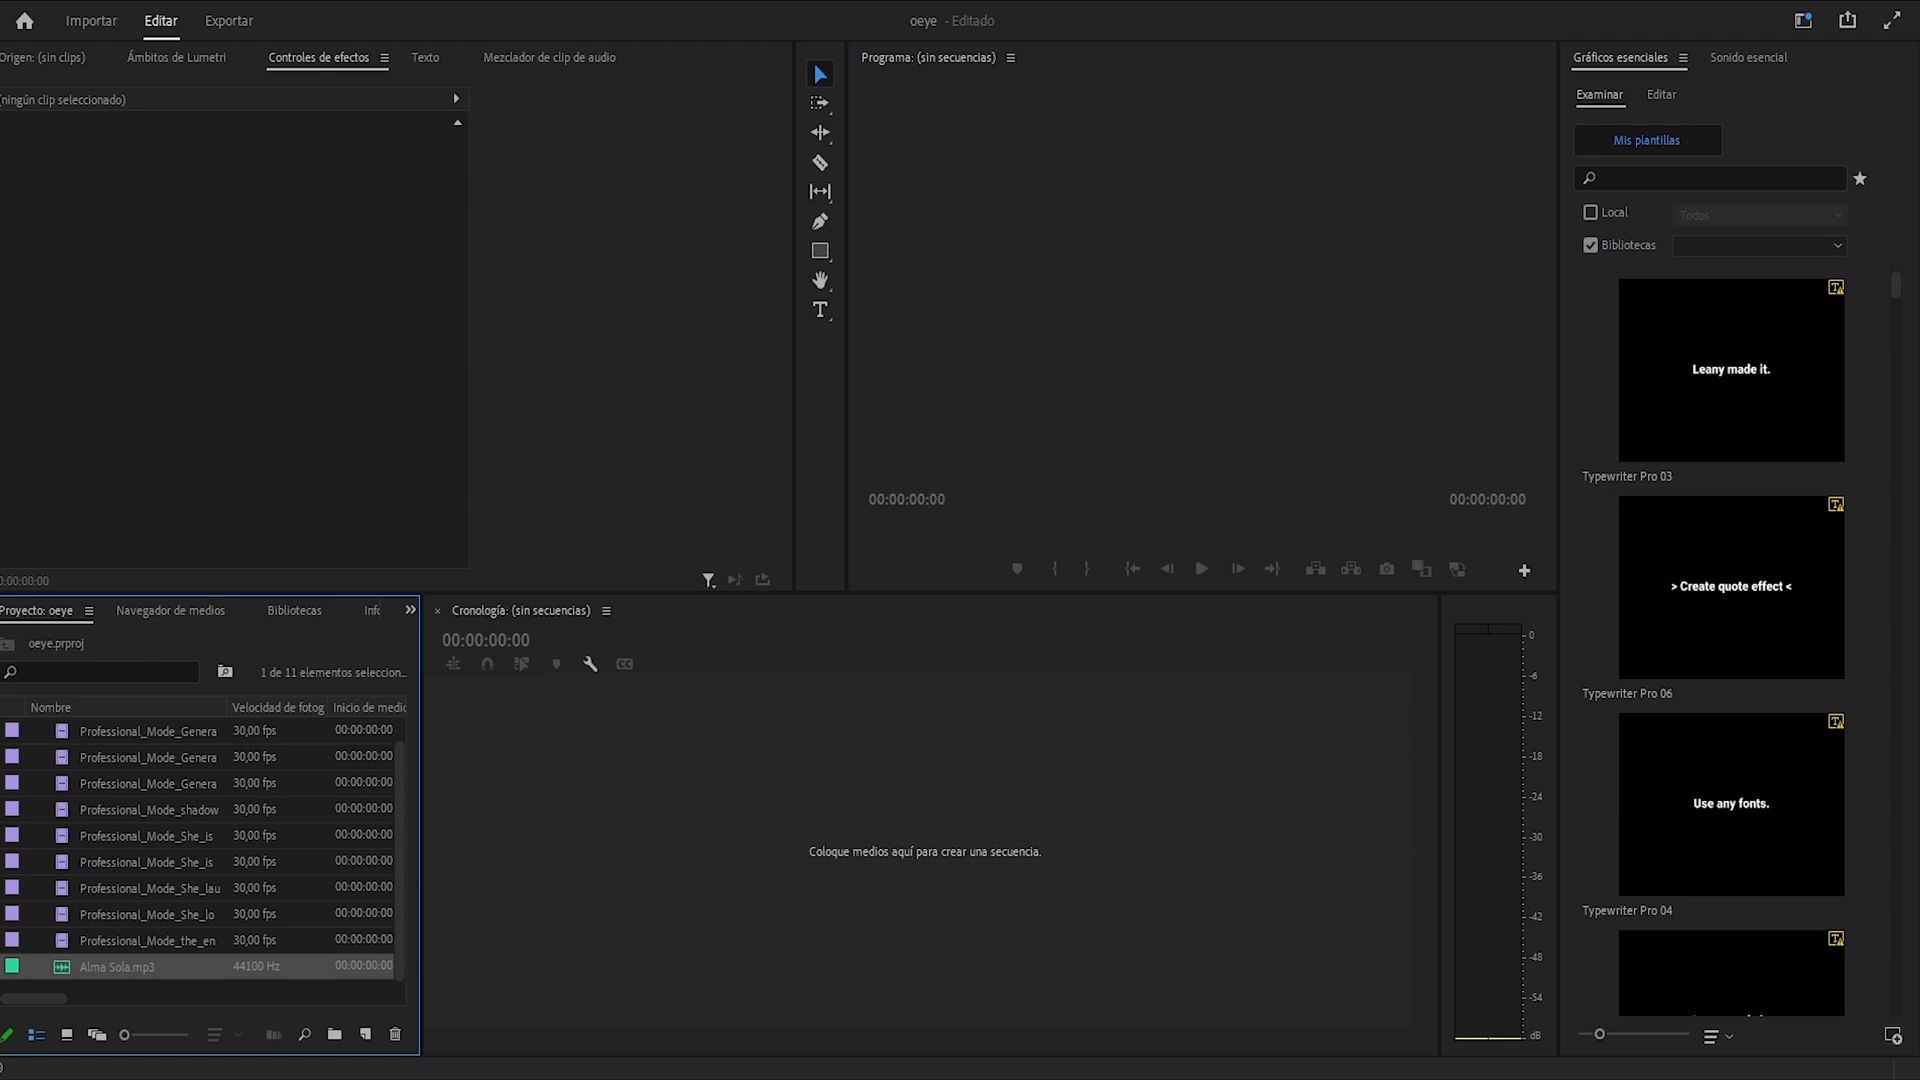 Importar Editar Exportar
oeye - Editado
Origen: (sin clips) Ámbitos de Lumetri Controles de efectos Texto Mezclador de clip de audio
(ningún clip seleccionado)
0:00:00:00
Programa: (sin secuencias)
00:00:00:00 00:00:00:00
Gráficos esenciales Sonido esencial
Examinar Editar
Mis plantillas
Local Todos
Bibliotecas
Leany made it.
Typewriter Pro 03
> Create quote effect <
Typewriter Pro 06
Use any fonts.
Typewriter Pro 04
Proyecto: oeye Navegador de medios Bibliotecas Info
oeye.prproj
1 de 11 elementos seleccion...
Nombre Velocidad de fotog Inicio de medic
Professional_Mode_Genera 30,00 fps 00:00:00:00
Professional_Mode_Genera 30,00 fps 00:00:00:00
Professional_Mode_Genera 30,00 fps 00:00:00:00
Professional_Mode_shadow 30,00 fps 00:00:00:00
Professional_Mode_She_is 30,00 fps 00:00:00:00
Professional_Mode_She_is 30,00 fps 00:00:00:00
Professional_Mode_She_lau 30,00 fps 00:00:00:00
Professional_Mode_She_lo 30,00 fps 00:00:00:00
Professional_Mode_the_en 30,00 fps 00:00:00:00
Alma Sola.mp3 44100 Hz 00:00:00:00
Cronología: (sin secuencias)
00:00:00:00
CC
Coloque medios aquí para crear una secuencia.
0
-6
-12
-18
-24
-30
-36
-42
-48
-54
dB